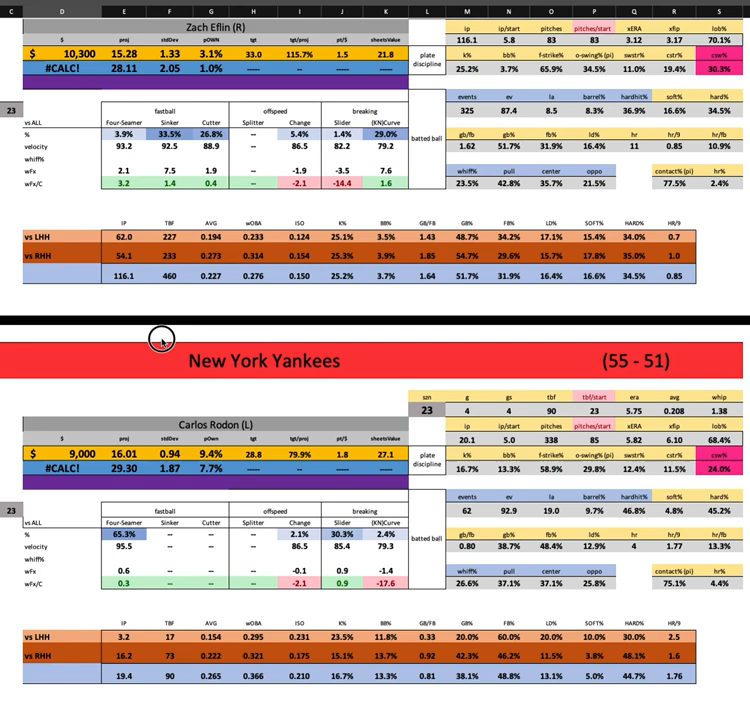 C D E F G H I J K L M N O P Q R S
Zach Eflin (R) ip ip/start pitches pitches/start xERA xfip lob%
$ proj stdDev pOWN tgt tgt/proj pt/$ sheetsValue 116.1 5.8 83 83 3.12 3.17 70.1%
$ 10,300 15.28 1.33 3.1% 33.0 115.7% 1.5 21.8 plate discipline k% bb% f-strike% o-swing% (pi) swstr% cstr% csw%
#CALC! 28.11 2.05 1.0% ---- -- ---- ---- 25.2% 3.7% 65.9% 34.5% 11.0% 19.4% 30.3%
events ev la barrel% hardhit% soft% hard%
23 fastball offspeed breaking batted ball 325 87.4 8.5 8.3% 36.9% 16.6% 34.5%
vs ALL Four-Seamer Sinker Cutter Splitter Change Slider (KN)Curve
% 3.9% 33.5% 26.8% -- 5.4% 1.4% 29.0% gb/fb gb% fb% ld% hr hr/9 hr/fb
velocity 93.2 92.5 88.9 -- 86.5 82.2 79.2 1.62 51.7% 31.9% 16.4% 11 0.85 10.9%
whiff%
wFx 2.1 7.5 1.9 -- -1.9 -3.5 7.6 whiff% pull center oppo contact% (pi) hr%
wFx/C 3.2 1.4 0.4 -- -2.1 -14.4 1.6 23.5% 42.8% 35.7% 21.5% 77.5% 2.4%
IP TBF AVG wOBA ISO K% BB% GB/FB GB% FB% LD% SOFT% HARD% HR/9
vs LHH 62.0 227 0.194 0.233 0.124 25.1% 3.5% 1.43 48.7% 34.2% 17.1% 15.4% 34.0% 0.7
vs RHH 54.1 233 0.273 0.314 0.154 25.3% 3.9% 1.85 54.7% 29.6% 15.7% 17.8% 35.0% 1.0
116.1 460 0.227 0.276 0.150 25.2% 3.7% 1.64 51.7% 31.9% 16.4% 16.6% 34.5% 0.85
New York Yankees (55 - 51)
szn g gs tbf tbf/start era avg whip
23 4 4 90 23 5.75 0.208 1.38
Carlos Rodon (L) ip ip/start pitches pitches/start xERA xFIP lob%
$ proj stdDev pOwn tgt tgt/proj pt/$ sheetsValue 20.1 5.0 338 85 5.82 6.10 68.4%
$ 9,000 16.01 0.94 9.4% 28.8 79.9% 1.8 27.1 plate discipline k% bb% f-strike% o-swing% (pi) swstr% cstr% csw%
#CALC! 29.30 1.87 7.7% ---- -- ---- ---- 16.7% 13.3% 58.9% 29.8% 12.4% 11.5% 24.0%
events ev la barrel% hardhit% soft% hard%
23 fastball offspeed breaking batted ball 62 92.9 19.0 9.7% 46.8% 4.8% 45.2%
vs ALL Four-Seamer Sinker Cutter Splitter Change Slider (KN)Curve
% 65.3% -- -- -- 2.1% 30.3% 2.4% gb/fb gb% fb% ld% hr hr/9 hr/fb
velocity 95.5 -- -- -- 86.5 85.4 79.3 0.80 38.7% 48.4% 12.9% 4 1.77 13.3%
whiff%
wFx 0.6 -- -- -- -0.1 0.9 -1.4 whiff% pull center oppo contact% (pi) hr%
wFx/C 0.3 -- -- -- -2.1 0.9 -17.6 26.6% 37.1% 37.1% 25.8% 75.1% 4.4%
IP TBF AVG wOBA ISO K% BB% GB/FB GB% FB% LD% SOFT% HARD% HR/9
vs LHH 3.2 17 0.154 0.295 0.231 23.5% 11.8% 0.33 20.0% 60.0% 20.0% 10.0% 30.0% 2.5
vs RHH 16.2 73 0.222 0.321 0.175 15.1% 13.7% 0.92 42.3% 46.2% 11.5% 3.8% 48.1% 1.6
19.4 90 0.265 0.366 0.210 16.7% 13.3% 0.81 38.1% 48.8% 13.1% 5.0% 44.7% 1.76